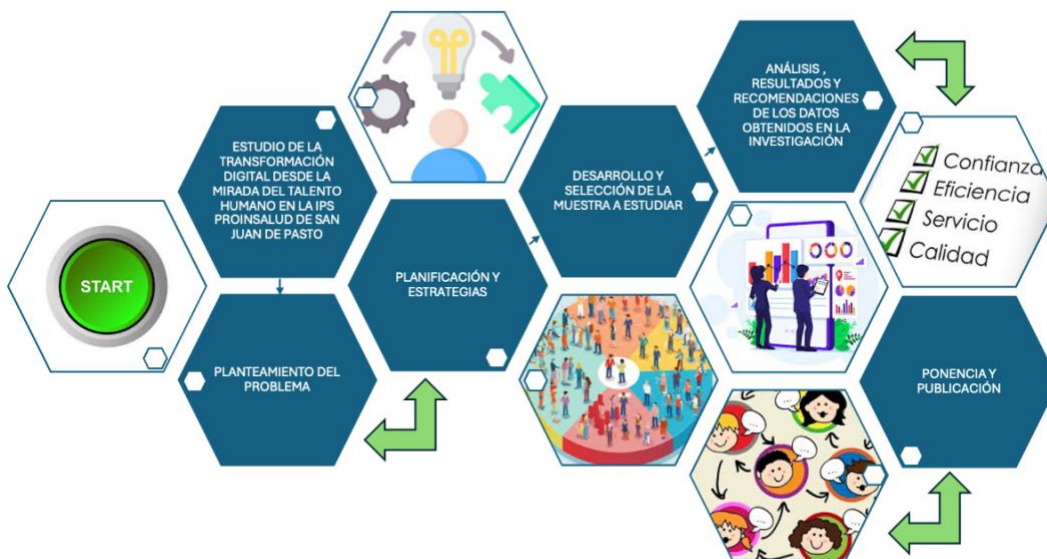 START
ESTUDIO DE LA
TRANSFORMACIÓN
DIGITAL DESDE LA
MIRADA DEL TALENTO
HUMANO EN LA IPS
PROINSALUD DE SAN
JUAN DE PASTO
PLANTEAMIENTO DEL
PROBLEMA
PLANIFICACIÓN Y
ESTRATEGIAS
DESARROLLO Y
SELECCIÓN DE LA
MUESTRA A ESTUDIAR
ANÁLISIS ,
RESULTADOS Y
RECOMENDACIONES
DE LOS DATOS
OBTENIDOS EN LA
INVESTIGACIÓN
Confianza
Eficiencia
Servicio
Calidad
PONENCIA Y
PUBLICACIÓN